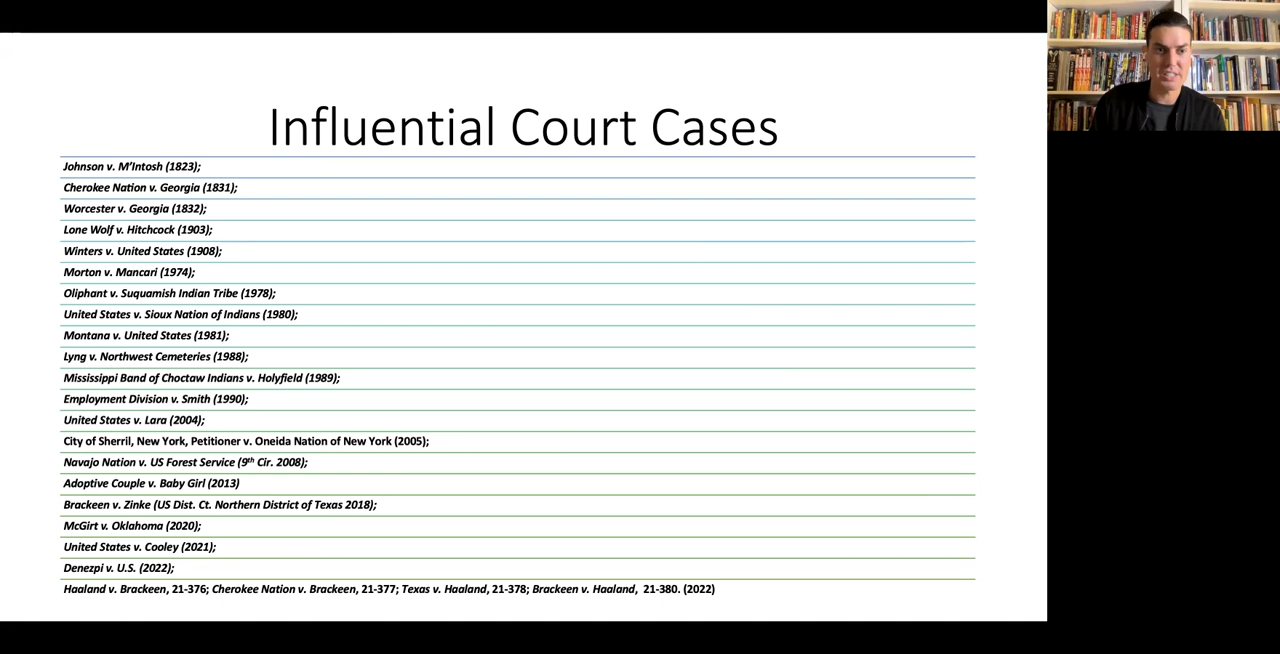 Influential Court Cases
Johnson v. M’Intosh (1823);
Cherokee Nation v. Georgia (1831);
Worcester v. Georgia (1832);
Lone Wolf v. Hitchcock (1903);
Winters v. United States (1908);
Morton v. Mancari (1974);
Oliphant v. Suquamish Indian Tribe (1978);
United States v. Sioux Nation of Indians (1980);
Montana v. United States (1981);
Lyng v. Northwest Cemeteries (1988);
Mississippi Band of Choctaw Indians v. Holyfield (1989);
Employment Division v. Smith (1990);
United States v. Lara (2004);
City of Sherril, New York, Petitioner v. Oneida Nation of New York (2005);
Navajo Nation v. US Forest Service (9th Cir. 2008);
Adoptive Couple v. Baby Girl (2013)
Brackeen v. Zinke (US Dist. Ct. Northern District of Texas 2018);
McGirt v. Oklahoma (2020);
United States v. Cooley (2021);
Denezpi v. U.S. (2022);
Haaland v. Brackeen, 21-376; Cherokee Nation v. Brackeen, 21-377; Texas v. Haaland, 21-378; Brackeen v. Haaland, 21-380. (2022)